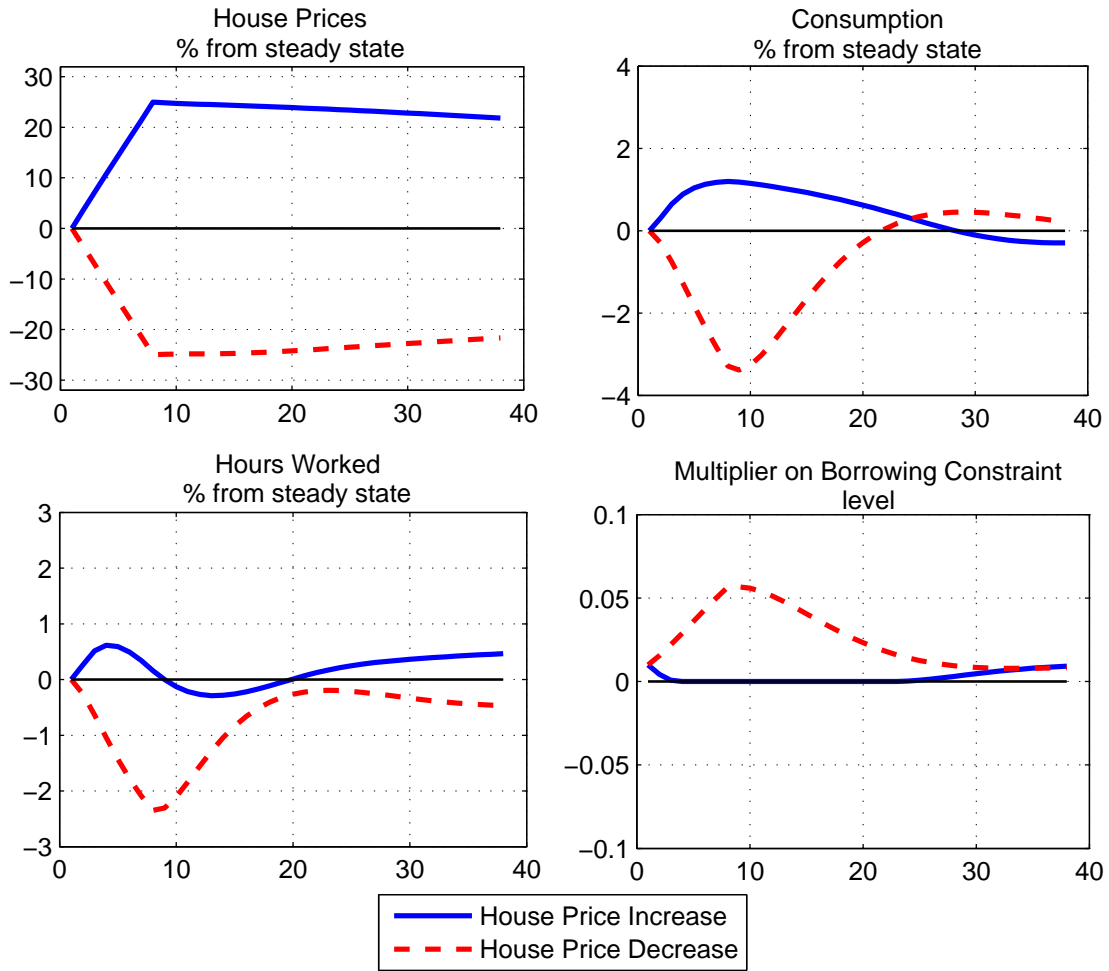 House Prices
% from steady state
30
20
10
0
−10
−20
−30
0 10 20 30 40
Consumption
% from steady state
4
2
0
−2
−4
0 10 20 30 40
Hours Worked
% from steady state
3
2
1
0
−1
−2
−3
0 10 20 30 40
Multiplier on Borrowing Constraint
level
0.1
0.05
0
−0.05
−0.1
0 10 20 30 40
House Price Increase
House Price Decrease